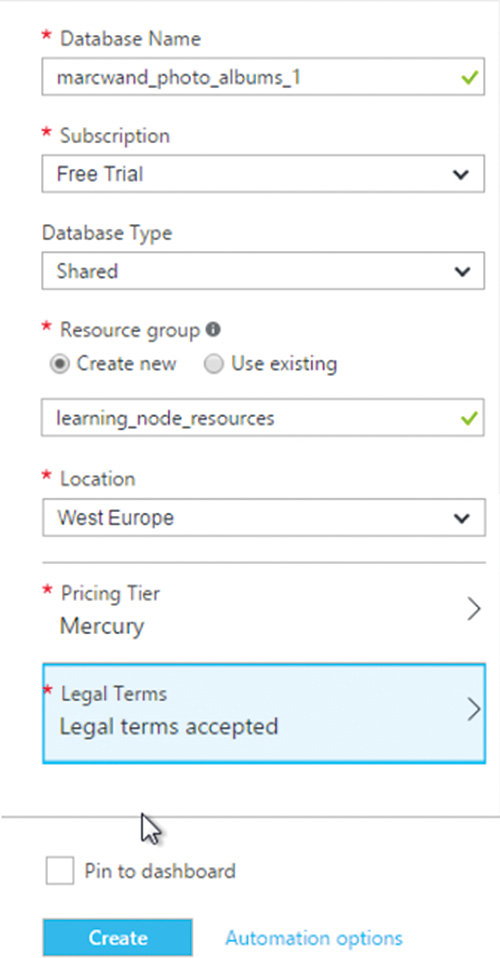 * Database Name
marcwand_photo_albums_1
* Subscription
Free Trial
Database Type
Shared
* Resource group
Create new Use existing
learning_node_resources
* Location
West Europe
* Pricing Tier
Mercury
* Legal Terms
Legal terms accepted
Pin to dashboard
Create Automation options